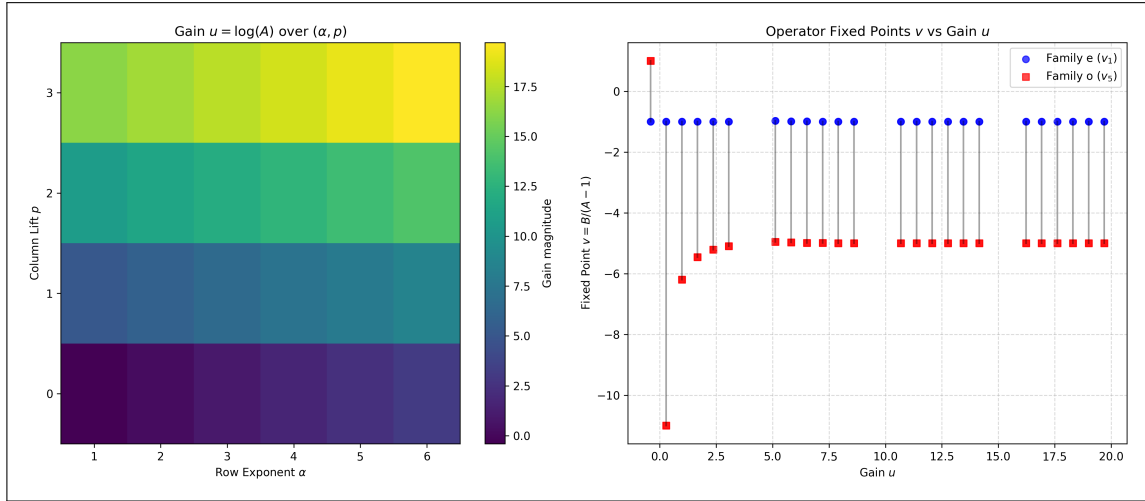 Gain u = log(A) over (α, p)
3
2
1
0
Column Lift p
1 2 3 4 5 6
Row Exponent α
17.5
15.0
12.5
10.0
7.5
5.0
2.5
0.0
Gain magnitude
Operator Fixed Points v vs Gain u
Family e (v₁)
Family o (v₅)
0
−2
−4
−6
−8
−10
Fixed Point v = B/(A − 1)
0.0 2.5 5.0 7.5 10.0 12.5 15.0 17.5 20.0
Gain u